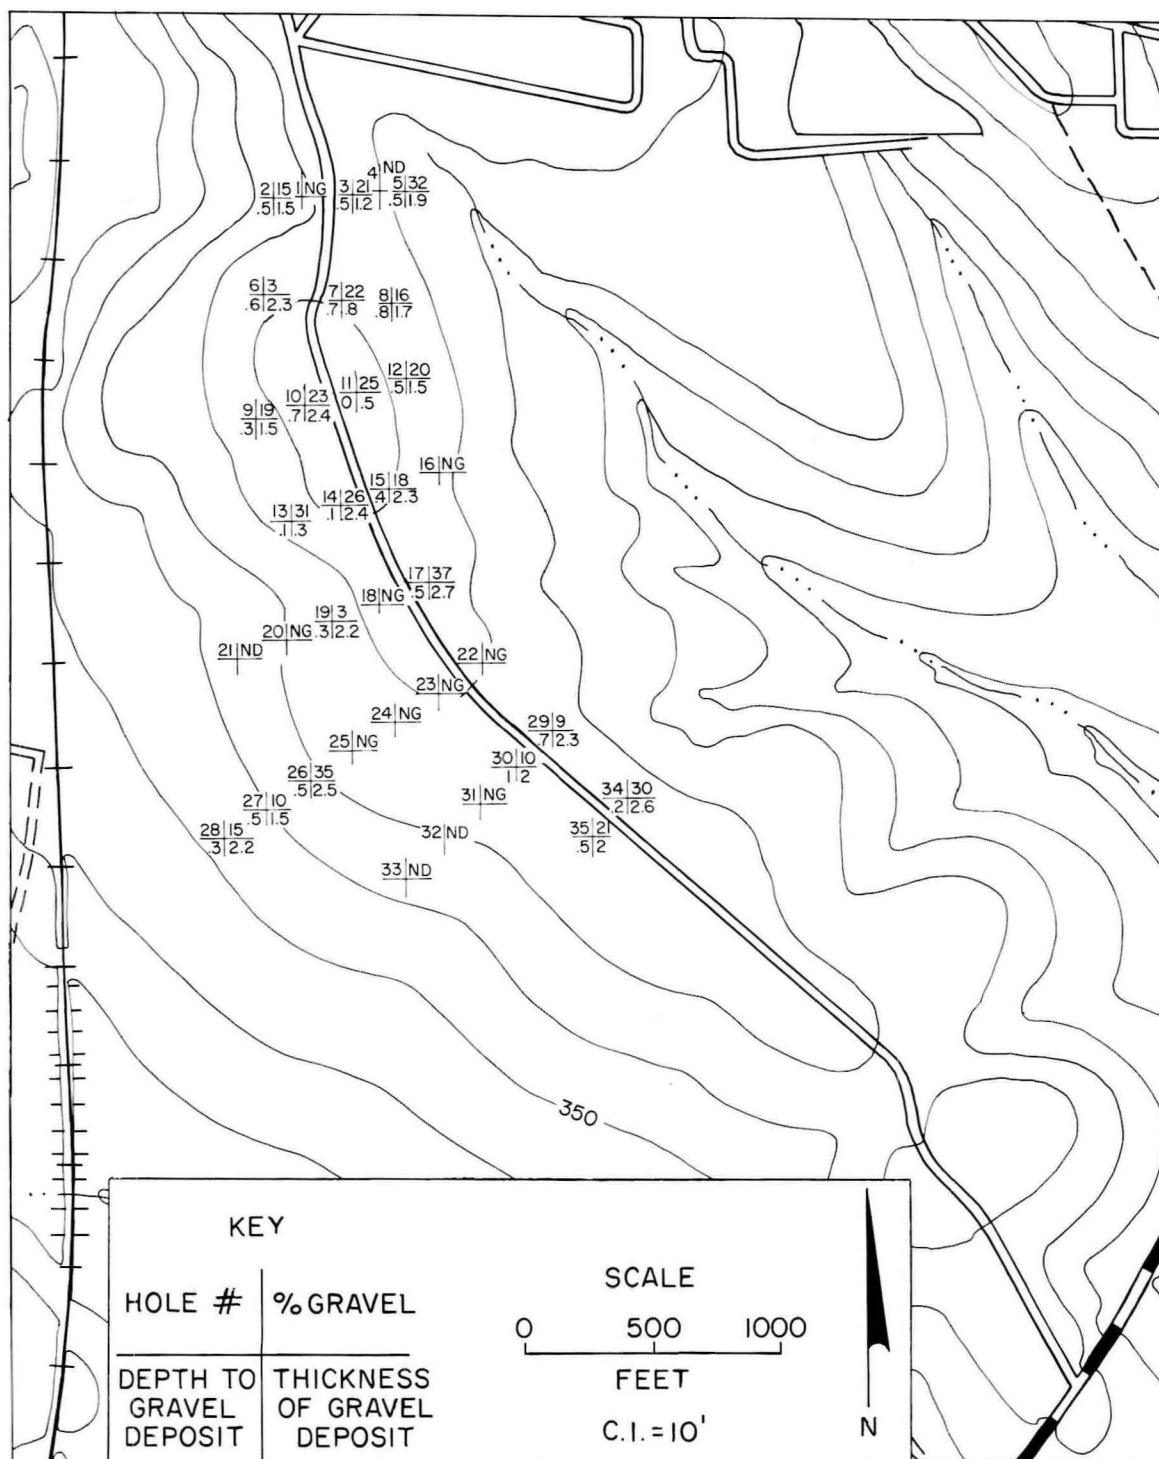 4 ND
2|15 1|NG 3|21 5|32
.5|1.5 .5|1.2 .5|1.9
6|3 7|22 8|16
.6|2.3 .7|.8 .8|1.7
12|20
.5|1.5
10|23 11|25
.7|2.4 0|.5
9|19
.3|1.5
16|NG
15|18
.4|2.3
14|26
.1|2.4
13|31
.1|.3
17|37
.5|2.7
18|NG
19|3
.3|2.2
20|NG
21|ND
22|NG
23|NG
24|NG
25|NG
29|9
.7|2.3
30|10
1|2
26|35
.5|2.5
27|10
.5|1.5
28|15
.3|2.2
31|NG
34|30
.2|2.6
35|21
.5|2
32|ND
33|ND
350
KEY
HOLE # | % GRAVEL
DEPTH TO GRAVEL DEPOSIT | THICKNESS OF GRAVEL DEPOSIT
SCALE
0 500 1000
FEET
C.I.=10'
N